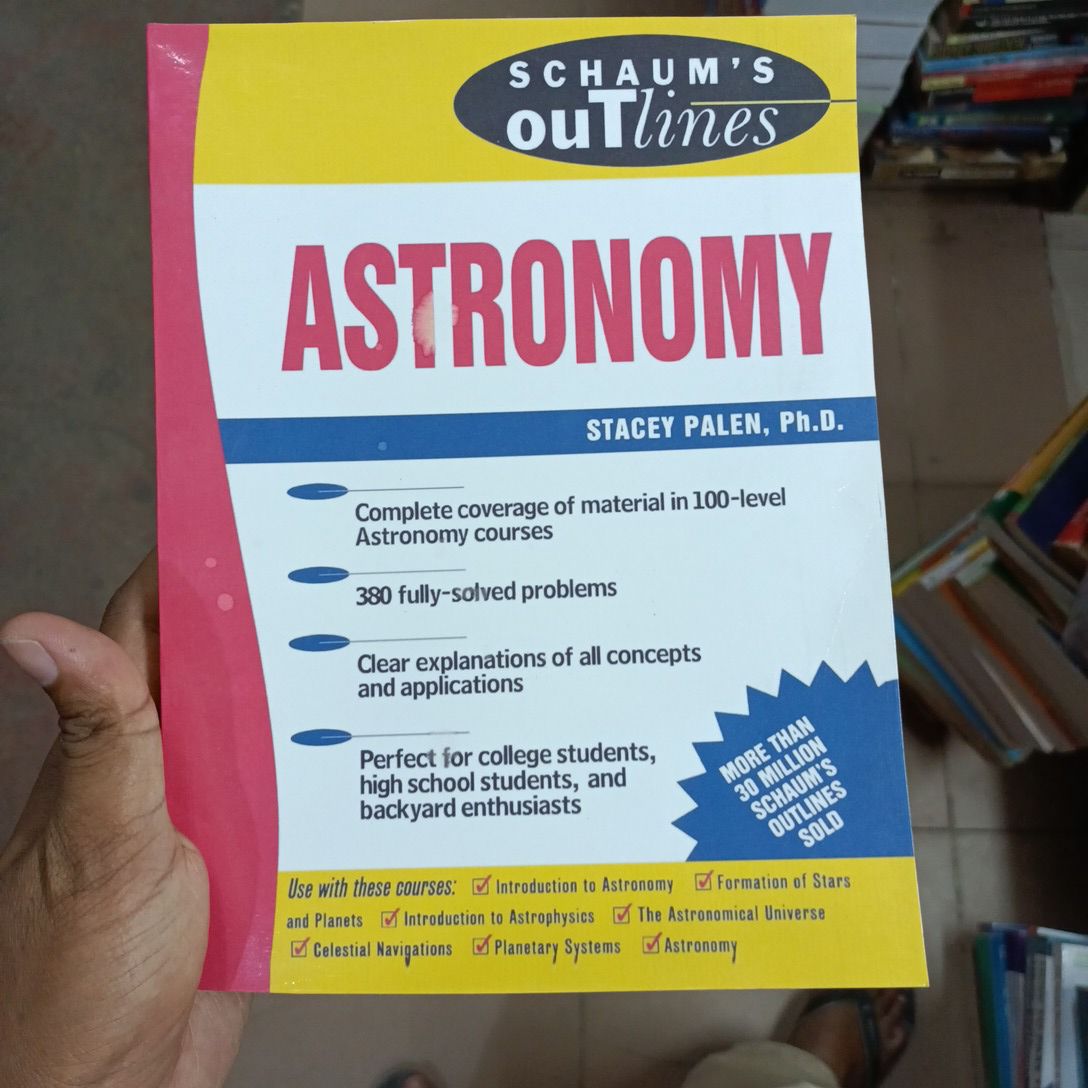 SCHAUM'S
ouTlines
ASTRONOMY
STACEY PALEN, Ph.D.
Complete coverage of material in 100-level
Astronomy courses
380 fully-solved problems
Clear explanations of all concepts
and applications
Perfect for college students,
high school students, and
backyard enthusiasts
MORE THAN
30 MILLION
SCHAUM'S
OUTLINES
SOLD
Use with these courses: ☑ Introduction to Astronomy ☑ Formation of Stars
and Planets ☑ Introduction to Astrophysics ☑ The Astronomical Universe
☑ Celestial Navigations ☑ Planetary Systems ☑ Astronomy